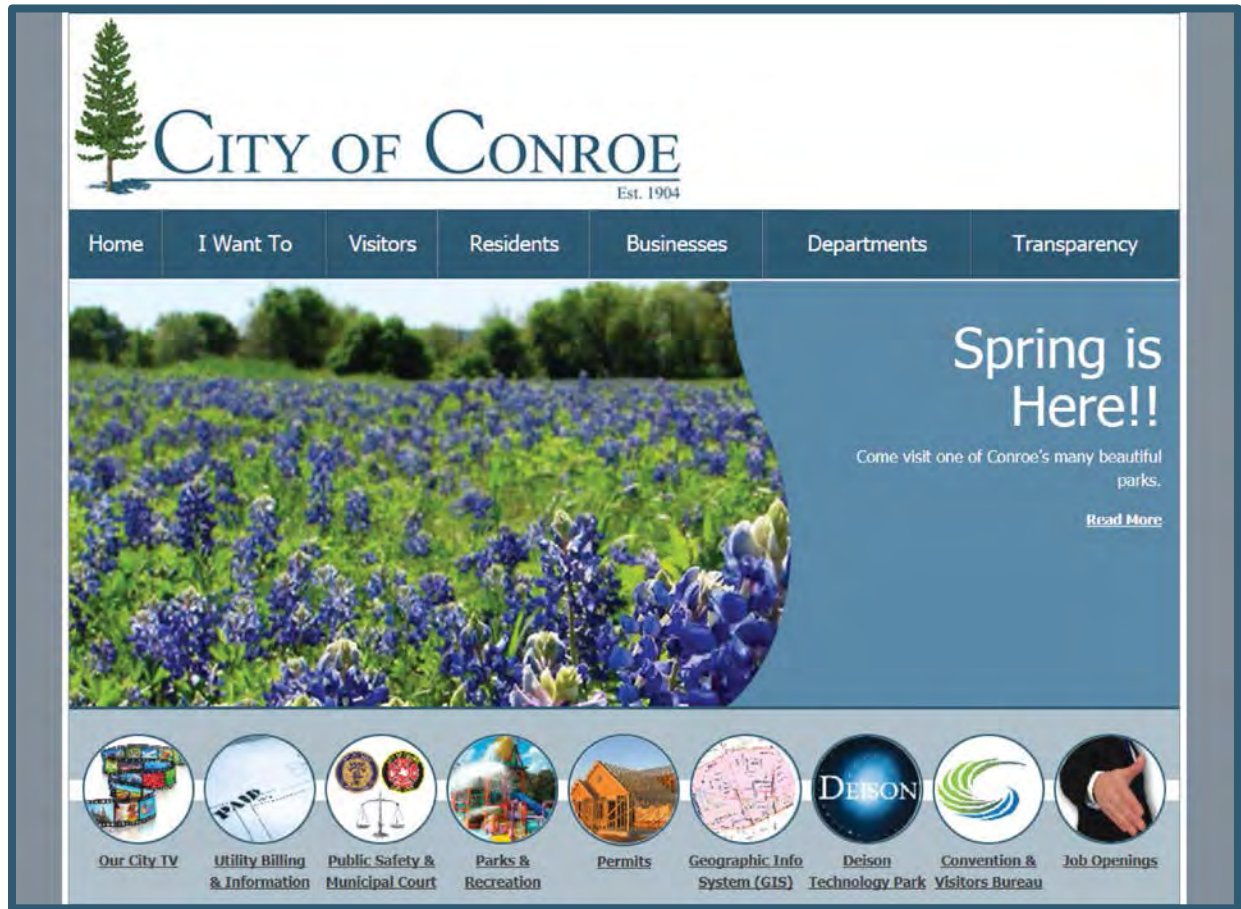 CITY OF CONROE
Est. 1904
Home I Want To Visitors Residents Businesses Departments Transparency
Spring is
Here!!
Come visit one of Conroe's many beautiful
parks.
Read More
PAID
DEISON
Our City TV
Utility Billing
& Information
Public Safety &
Municipal Court
Parks &
Recreation
Permits
Geographic Info
System (GIS)
Deison
Technology Park
Convention &
Visitors Bureau
Job Openings